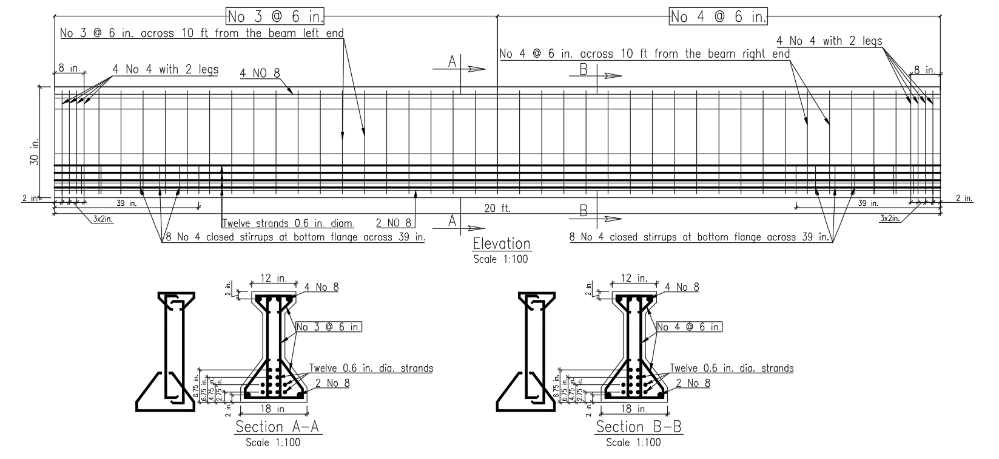 No 3 @ 6 in.
No 4 @ 6 in.
No 3 @ 6 in. across 10 ft from the beam left end
4 No 4 with 2 legs
No 4 @ 6 in. across 10 ft from the beam right end
8 in.
4 No 4 with 2 legs
4 NO 8
A
B
8 in.
30 in.
2 in.
39 in.
3x2in.
Twelve strands 0.6 in. diam.
2 NO 8
A
20 ft.
B
39 in.
2 in.
3x2in.
8 No 4 closed stirrups at bottom flange across 39 in.
8 No 4 closed stirrups at bottom flange across 39 in.
Elevation
Scale 1:100
12 in.
2 in.
4 No 8
No 3 @ 6 in.
Twelve 0.6 in. dia. strands
8.75 in.
6.75 in.
4.75 in.
2.75 in.
2 in.
2 No 8
18 in.
Section A-A
Scale 1:100
12 in.
2 in.
4 No 8
No 4 @ 6 in.
Twelve 0.6 in. dia. strands
8.75 in.
6.75 in.
4.75 in.
2.75 in.
2 in.
2 No 8
18 in.
Section B-B
Scale 1:100